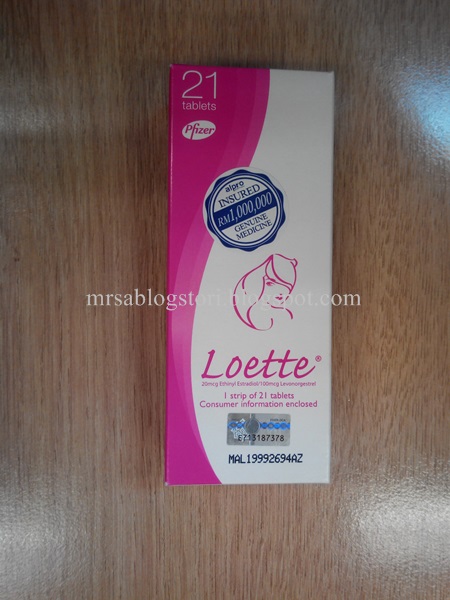 21
tablets
Pfizer
alpro
INSURED
RM1,000,000
GENUINE
MEDICINE
mrsablogstori.blogspot.com
Loette®
20mcg Ethinyl Estradiol/100mcg Levonorgestrel
1 strip of 21 tablets
Consumer information enclosed
6713187378
MAL19992694AZ